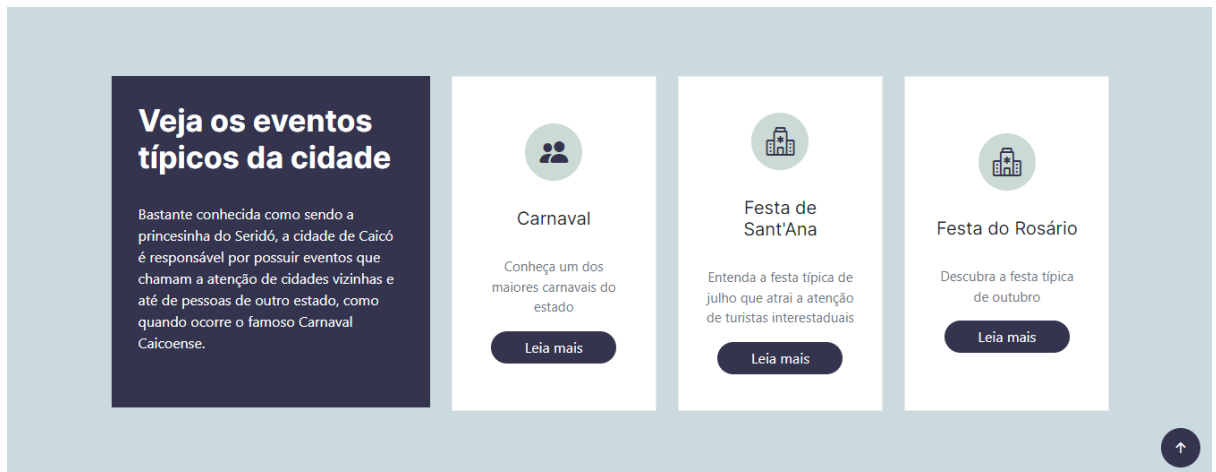 Veja os eventos
típicos da cidade
Bastante conhecida como sendo a
princesinha do Seridó, a cidade de Caicó
é responsável por possuir eventos que
chamam a atenção de cidades vizinhas e
até de pessoas de outro estado, como
quando ocorre o famoso Carnaval
Caicoense.
Carnaval
Conheça um dos
maiores carnavais do
estado
Leia mais
Festa de
Sant'Ana
Entenda a festa típica de
julho que atrai a atenção
de turistas interestaduais
Leia mais
Festa do Rosário
Descubra a festa típica
de outubro
Leia mais